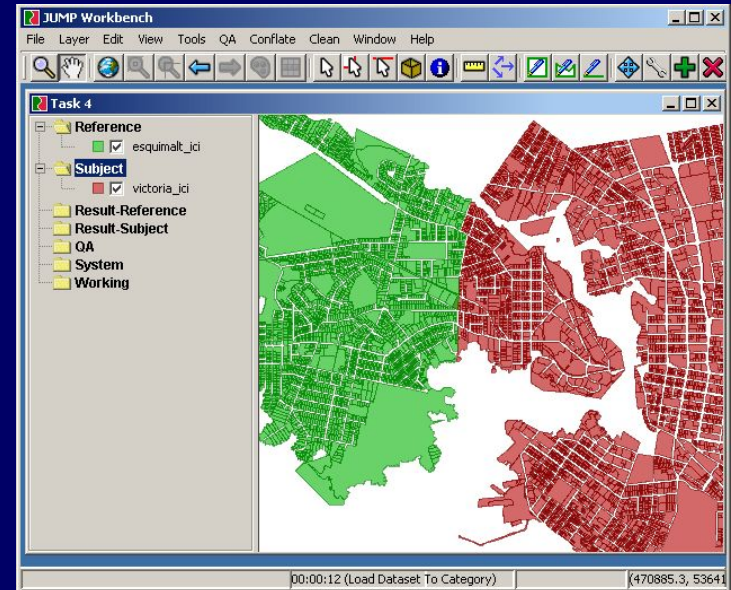 JUMP Workbench
File Layer Edit View Tools QA Conflate Clean Window Help
Task 4
Reference
esquimalt_ici
Subject
victoria_ici
Result-Reference
Result-Subject
QA
System
Working
00:00:12 (Load Dataset To Category)
(470885.3, 53641